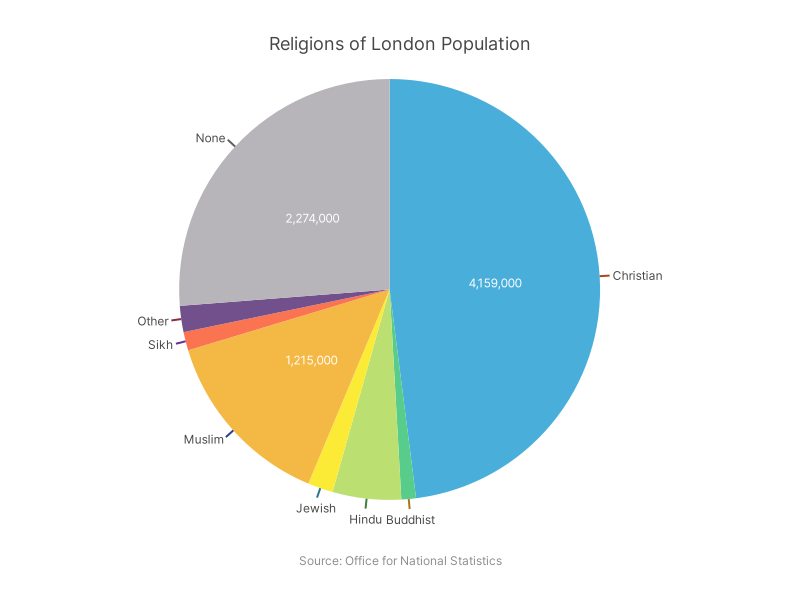 Religions of London Population
None
2,274,000
Christian
4,159,000
Other
Sikh
1,215,000
Muslim
Jewish
Hindu
Buddhist
Source: Office for National Statistics